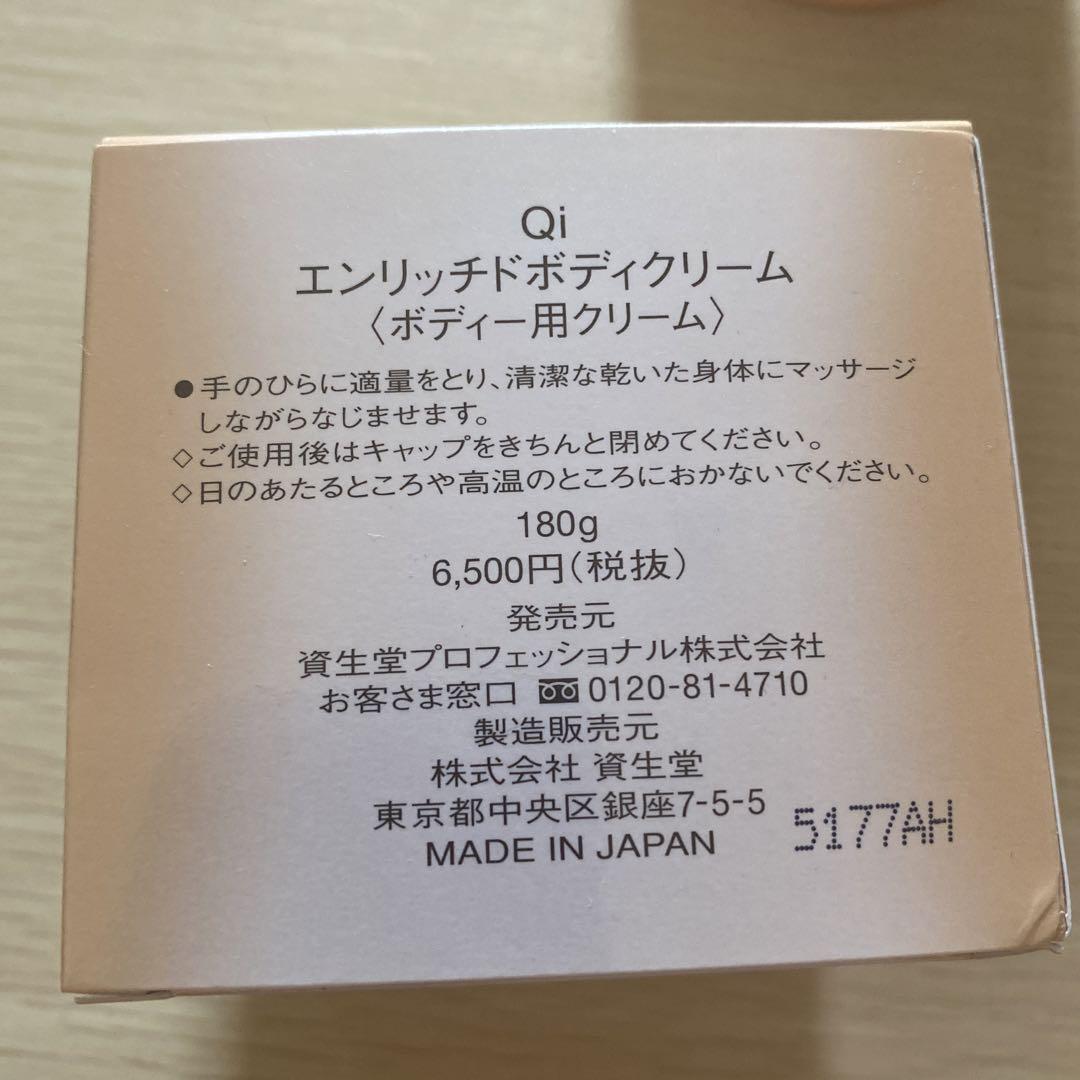 Qi
エンリッチドボディクリーム
〈ボディー用クリーム〉
●手のひらに適量をとり、清潔な乾いた身体にマッサージ
しながらなじませます。
◇ご使用後はキャップをきちんと閉めてください。
◇日のあたるところや高温のところにおかないでください。
180g
6,500円(税抜)
発売元
資生堂プロフェッショナル株式会社
お客さま窓口 0120-81-4710
製造販売元
株式会社 資生堂
東京都中央区銀座7-5-5
MADE IN JAPAN
5177AH